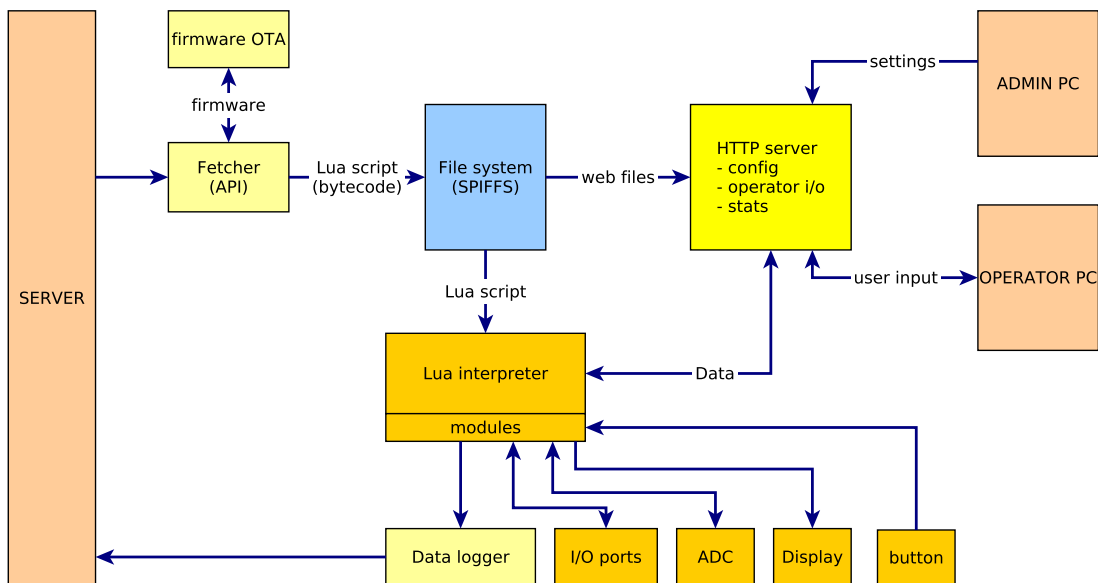 firmware OTA
settings
ADMIN PC
firmware
Fetcher
(API)
Lua script
(bytecode)
File system
(SPIFFS)
web files
HTTP server
- config
- operator i/o
- stats
SERVER
Lua script
user input
OPERATOR PC
Lua interpreter
Data
modules
Data logger
I/O ports
ADC
Display
button